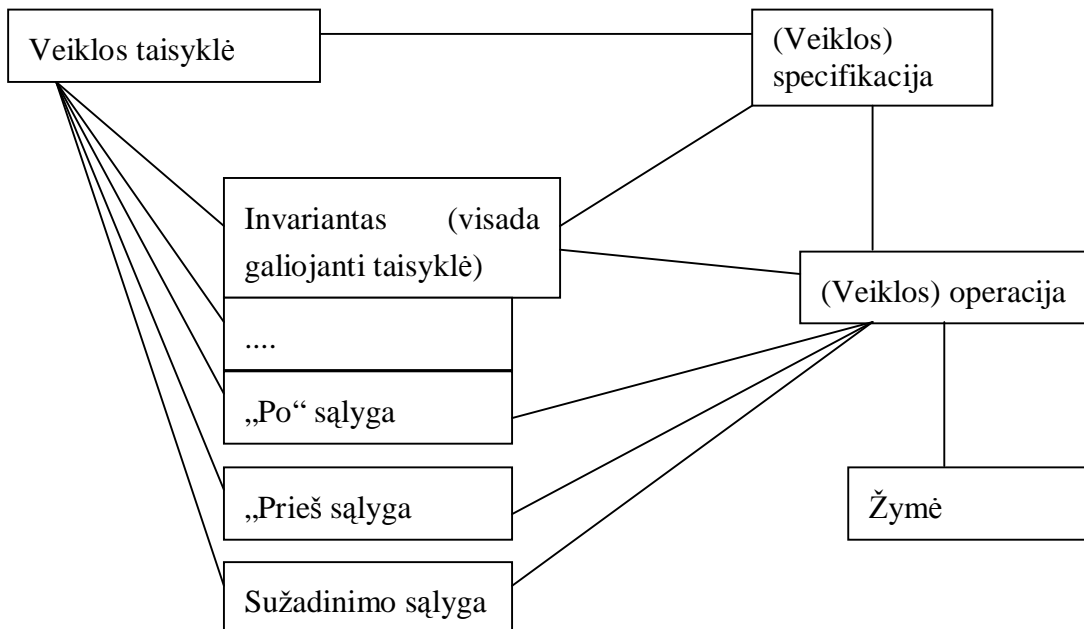 Veiklos taisyklė
(Veiklos)
specifikacija
Invariantas (visada
galiojanti taisyklė)
(Veiklos) operacija
....
„Po“ sąlyga
„Prieš sąlyga
Žymė
Sužadinimo sąlyga